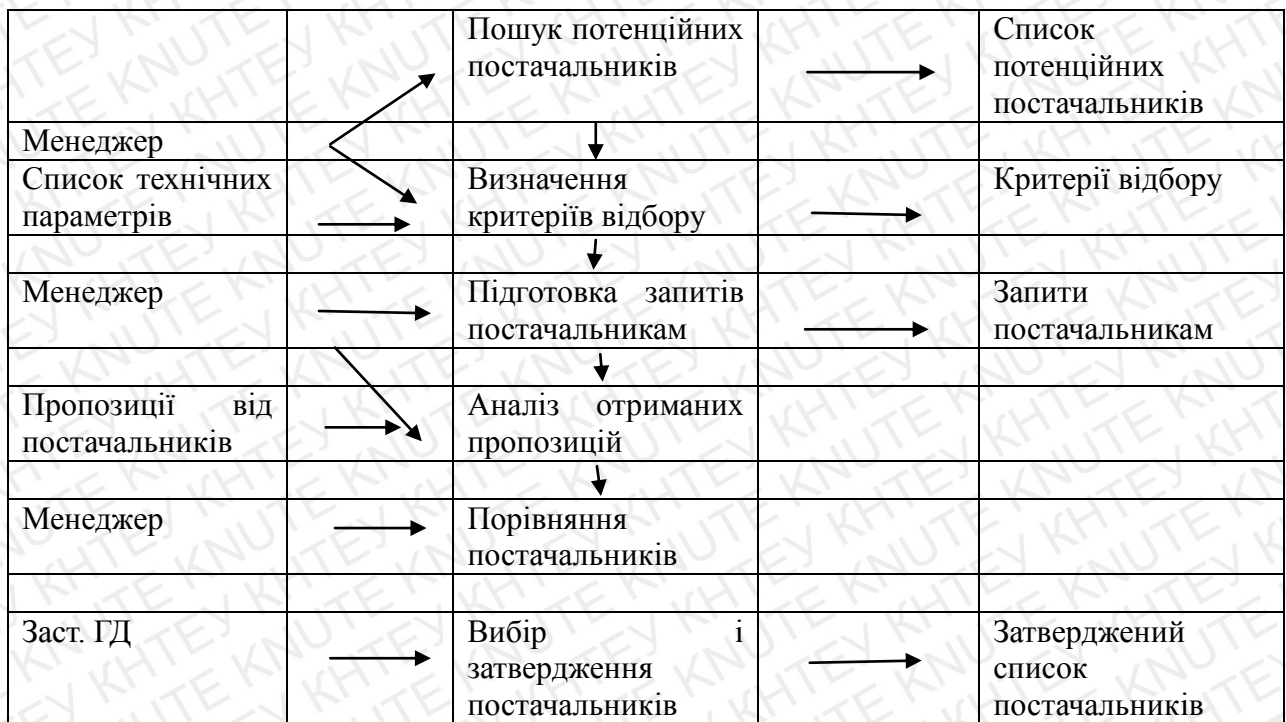 Пошук потенційних
постачальників
Список
потенційних
постачальників
Менеджер
Список технічних
параметрів
Визначення
критеріїв відбору
Критерії відбору
Менеджер
Підготовка запитів
постачальникам
Запити
постачальникам
Пропозиції від
постачальників
Аналіз отриманих
пропозицій
Менеджер
Порівняння
постачальників
Заст. ГД
Вибір і
затвердження
постачальників
Затверджений
список
постачальників